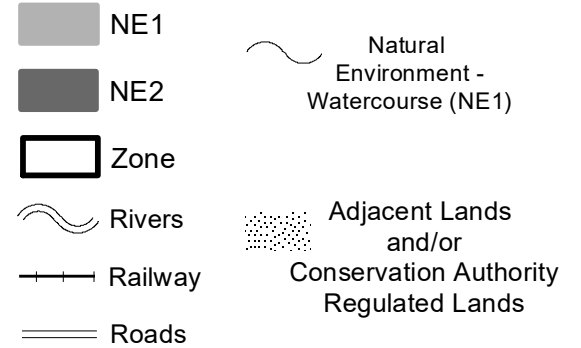 NE1
NE2
Zone
Rivers
Railway
Roads
Natural
Environment -
Watercourse (NE1)
Adjacent Lands
and/or
Conservation Authority
Regulated Lands